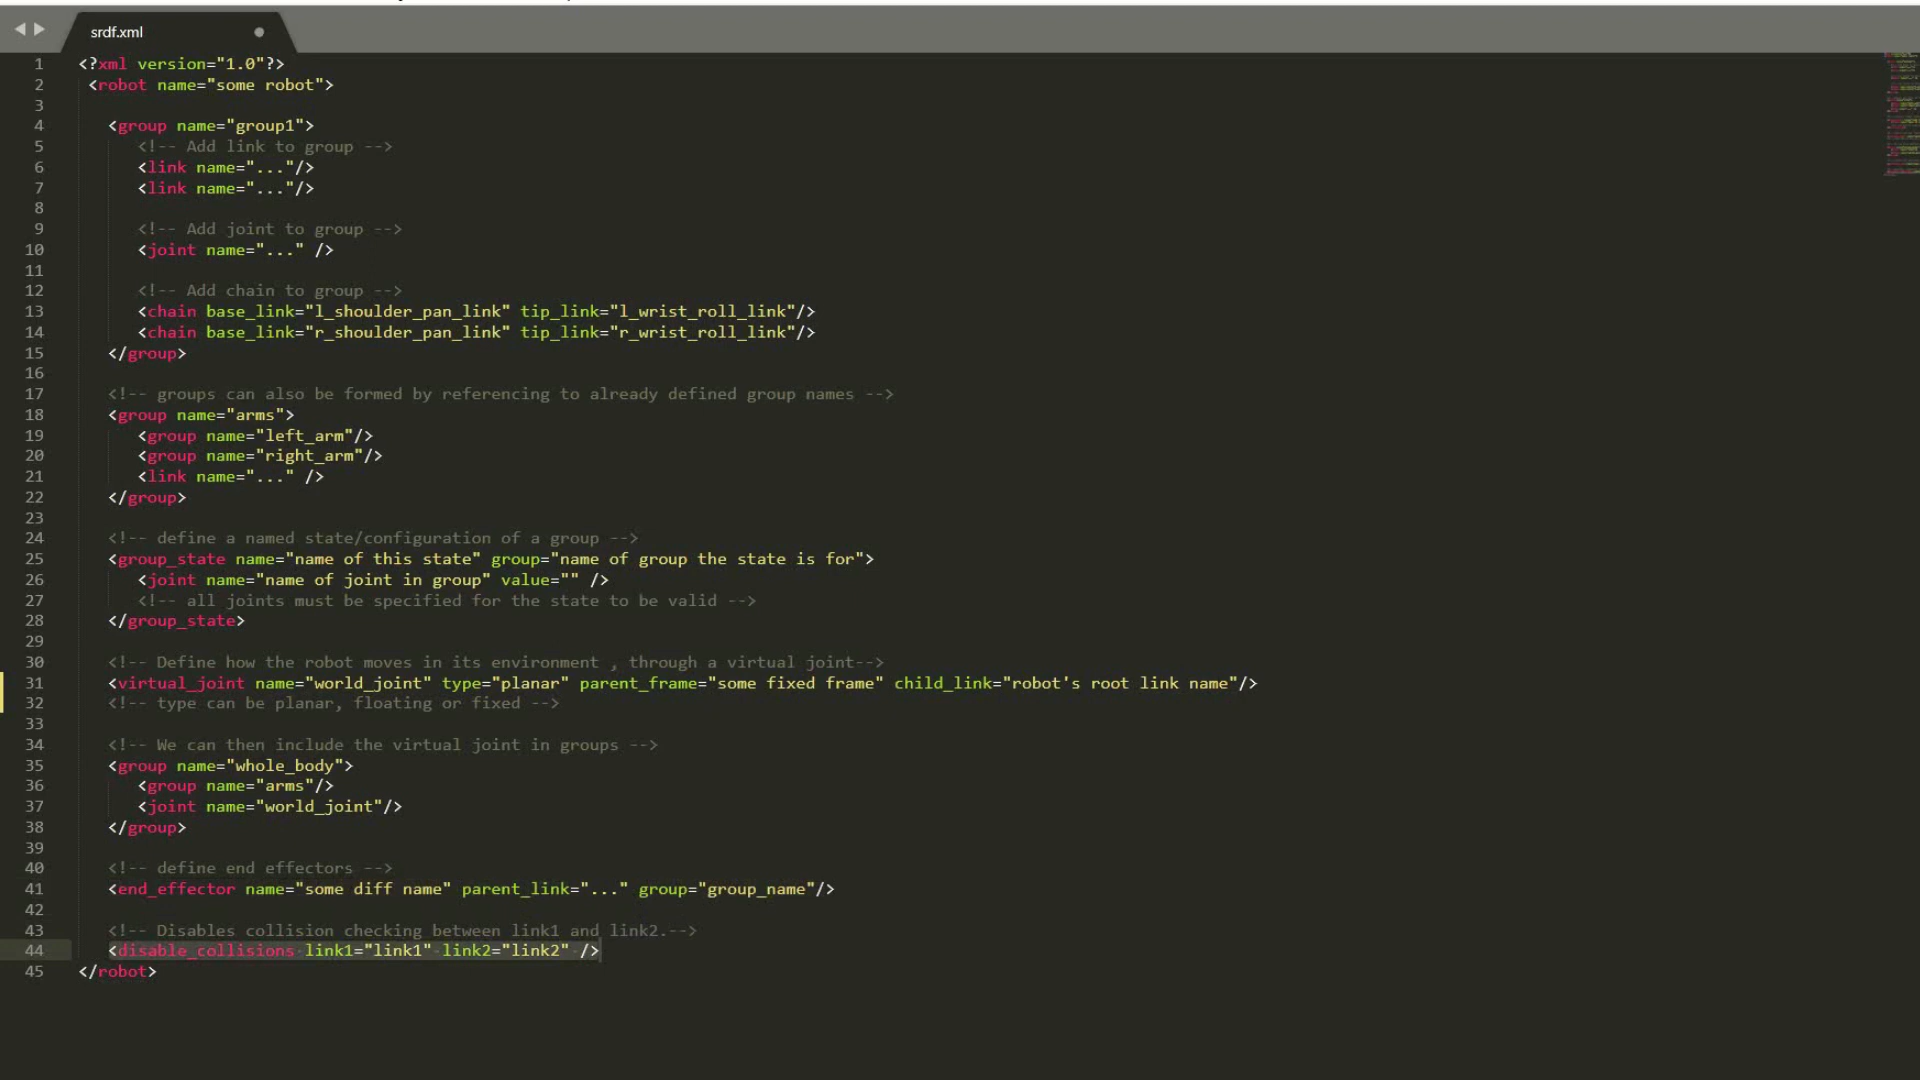 srdf.xml
1 <?xml version="1.0"?>
2 <robot name="some robot">
3
4 <group name="group1">
5 <!-- Add link to group -->
6 <link name="..."/>
7 <link name="..."/>
8
9 <!-- Add joint to group -->
10 <joint name="..." />
11
12 <!-- Add chain to group -->
13 <chain base_link="l_shoulder_pan_link" tip_link="l_wrist_roll_link"/>
14 <chain base_link="r_shoulder_pan_link" tip_link="r_wrist_roll_link"/>
15 </group>
16
17 <!-- groups can also be formed by referencing to already defined group names -->
18 <group name="arms">
19 <group name="left_arm"/>
20 <group name="right_arm"/>
21 <link name="..." />
22 </group>
23
24 <!-- define a named state/configuration of a group -->
25 <group_state name="name of this state" group="name of group the state is for">
26 <joint name="name of joint in group" value="" />
27 <!-- all joints must be specified for the state to be valid -->
28 </group_state>
29
30 <!-- Define how the robot moves in its environment , through a virtual joint-->
31 <virtual_joint name="world_joint" type="planar" parent_frame="some fixed frame" child_link="robot's root link name"/>
32 <!-- type can be planar, floating or fixed -->
33
34 <!-- We can then include the virtual joint in groups -->
35 <group name="whole_body">
36 <group name="arms"/>
37 <joint name="world_joint"/>
38 </group>
39
40 <!-- define end effectors -->
41 <end_effector name="some diff name" parent_link="..." group="group_name"/>
42
43 <!-- Disables collision checking between link1 and link2.-->
44 <disable_collisions link1="link1" link2="link2" />
45 </robot>